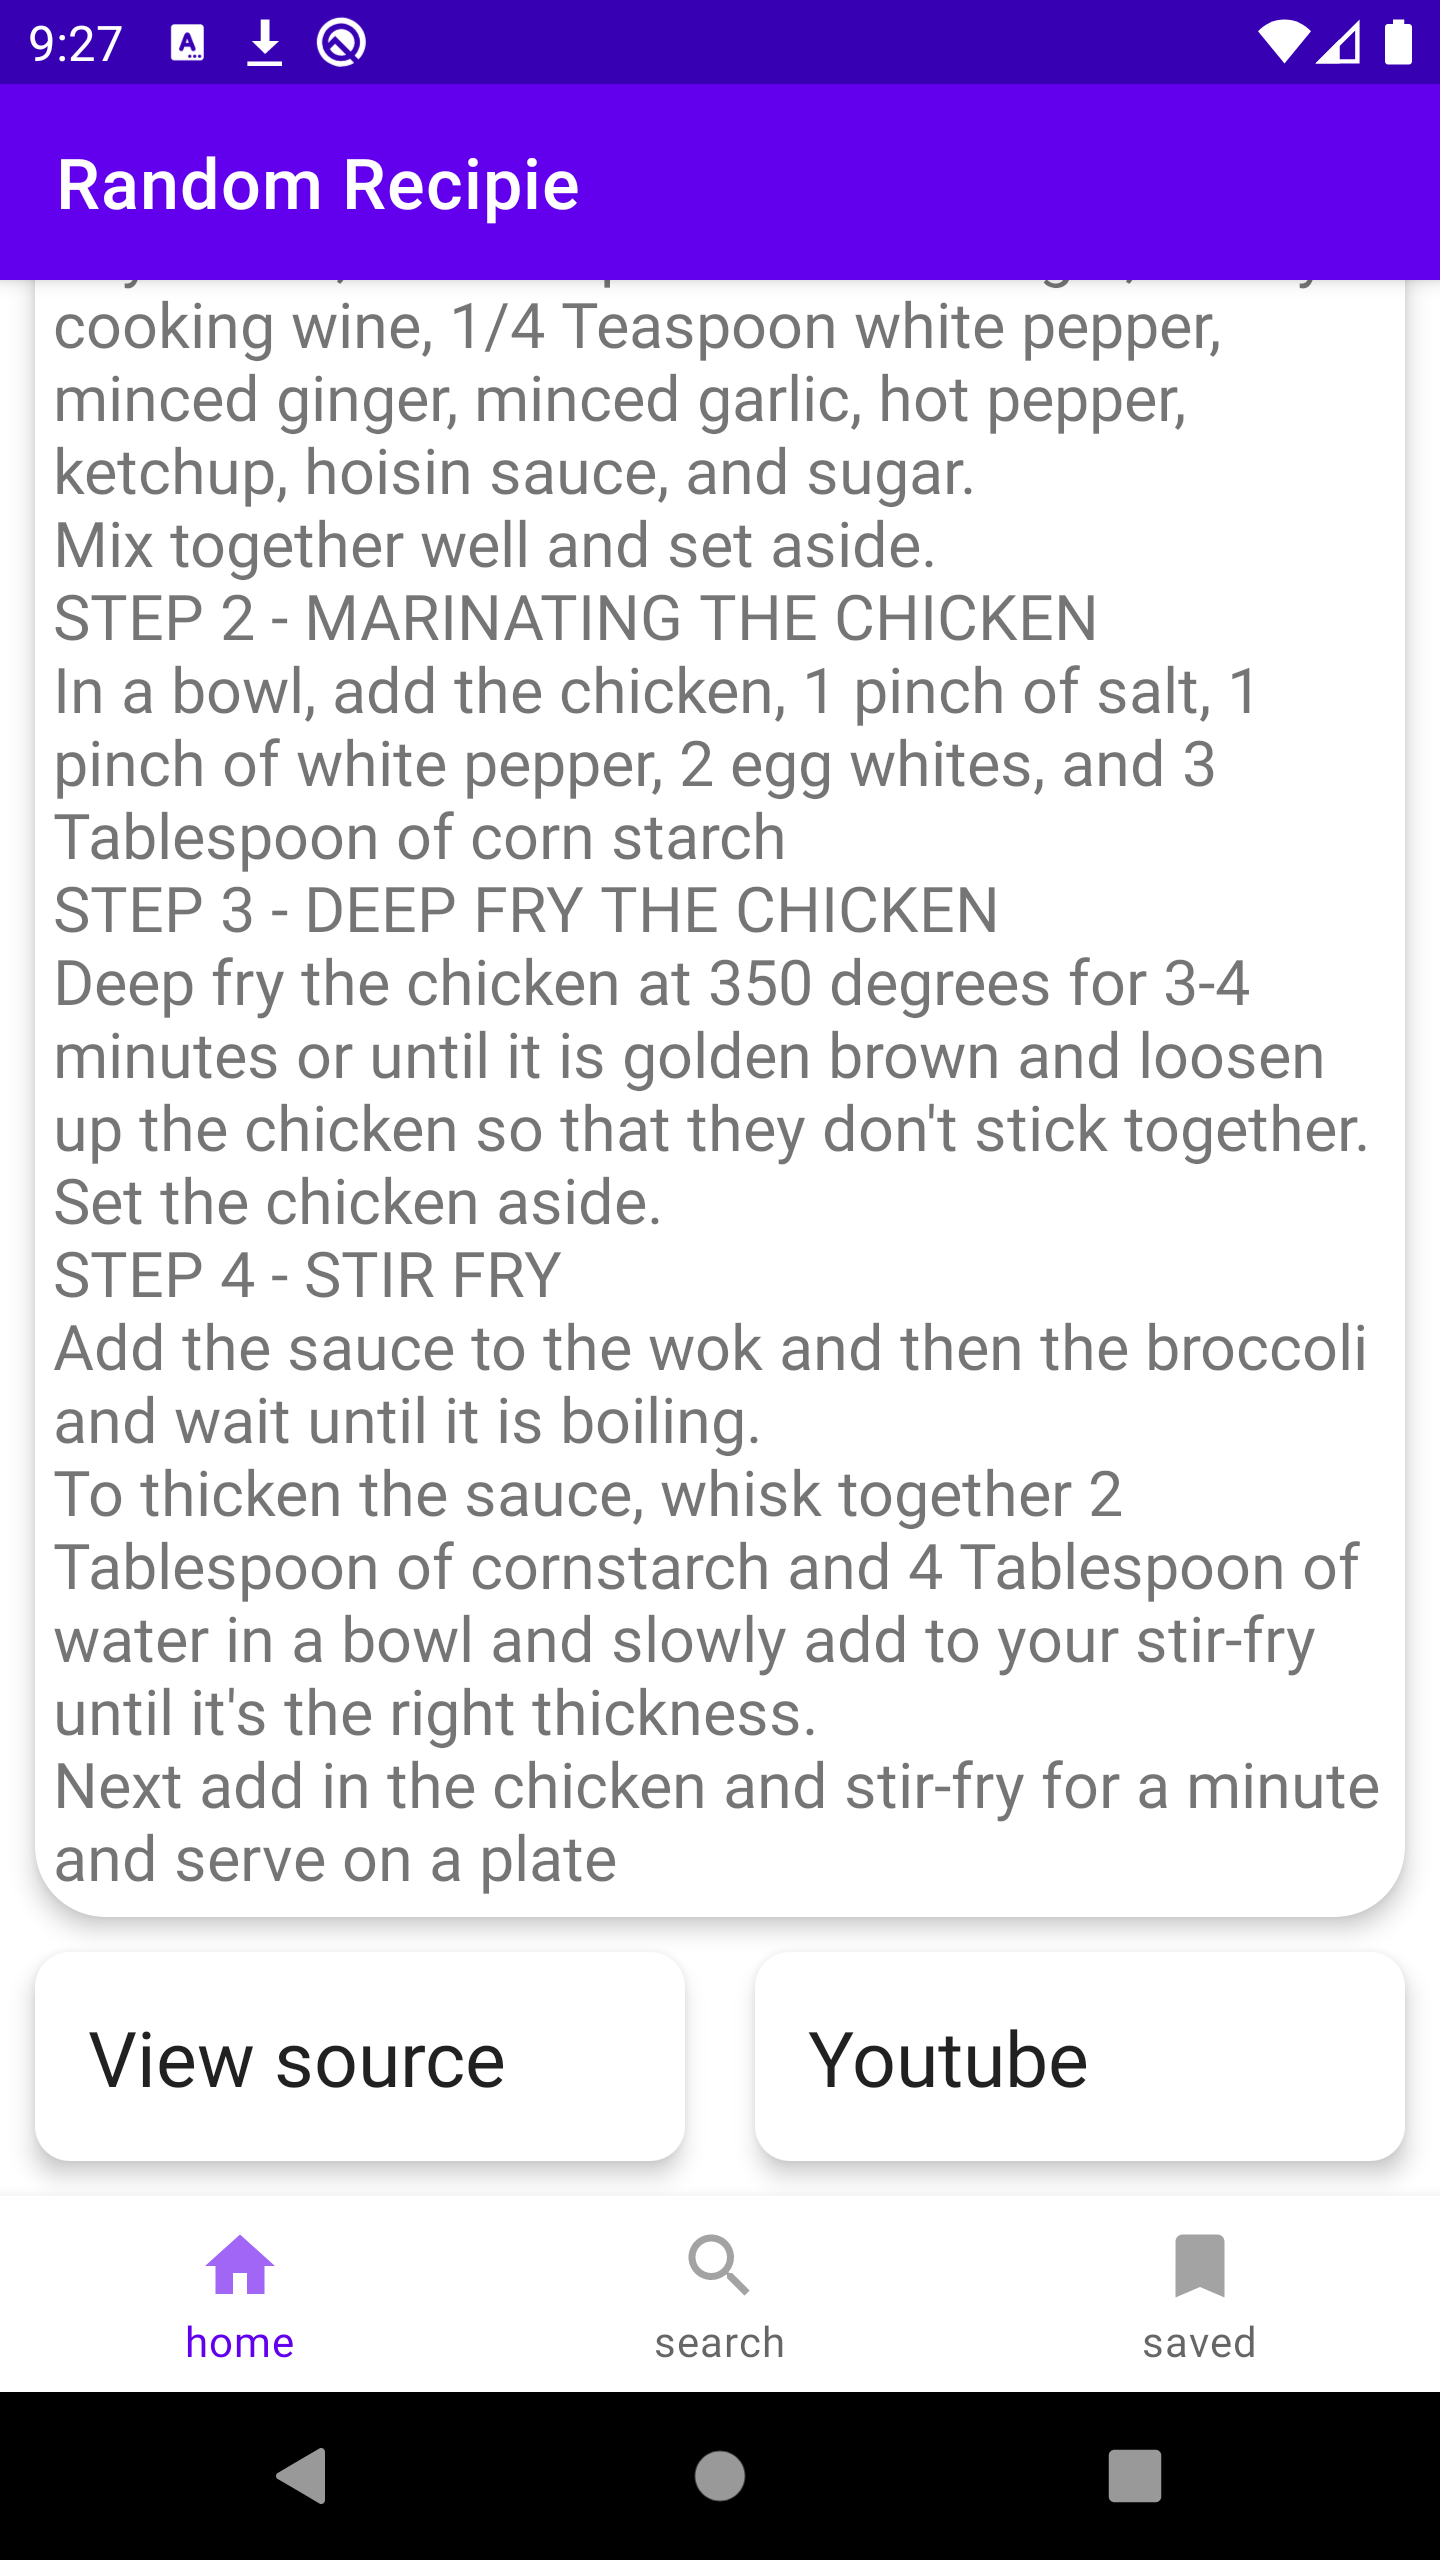 9:27
Random Recipie
cooking wine, 1/4 Teaspoon white pepper,
minced ginger, minced garlic, hot pepper,
ketchup, hoisin sauce, and sugar.
Mix together well and set aside.
STEP 2 - MARINATING THE CHICKEN
In a bowl, add the chicken, 1 pinch of salt, 1
pinch of white pepper, 2 egg whites, and 3
Tablespoon of corn starch
STEP 3 - DEEP FRY THE CHICKEN
Deep fry the chicken at 350 degrees for 3-4
minutes or until it is golden brown and loosen
up the chicken so that they don't stick together.
Set the chicken aside.
STEP 4 - STIR FRY
Add the sauce to the wok and then the broccoli
and wait until it is boiling.
To thicken the sauce, whisk together 2
Tablespoon of cornstarch and 4 Tablespoon of
water in a bowl and slowly add to your stir-fry
until it's the right thickness.
Next add in the chicken and stir-fry for a minute
and serve on a plate
View source
Youtube
home
search
saved